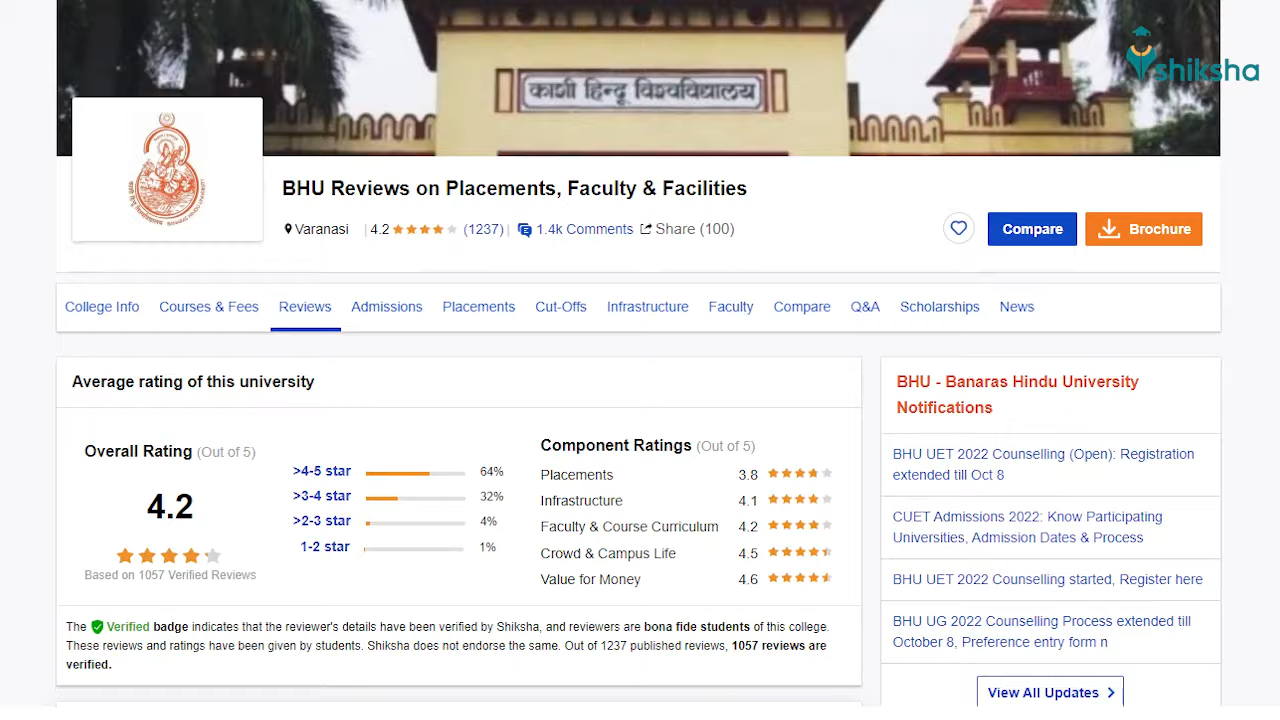 काशी हिन्दू विश्वविद्यालय
shiksha
BHU Reviews on Placements, Faculty & Facilities
Varanasi | 4.2 (1237) | 1.4k Comments Share (100)
Compare
Brochure
College Info Courses & Fees Reviews Admissions Placements Cut-Offs Infrastructure Faculty Compare Q&A Scholarships News
Average rating of this university
Overall Rating (Out of 5)
4.2
Based on 1057 Verified Reviews
>4-5 star 64%
>3-4 star 32%
>2-3 star 4%
1-2 star 1%
Component Ratings (Out of 5)
Placements 3.8
Infrastructure 4.1
Faculty & Course Curriculum 4.2
Crowd & Campus Life 4.5
Value for Money 4.6
The Verified badge indicates that the reviewer's details have been verified by Shiksha, and reviewers are bona fide students of this college.
These reviews and ratings have been given by students. Shiksha does not endorse the same. Out of 1237 published reviews, 1057 reviews are
verified.
BHU - Banaras Hindu University
Notifications
BHU UET 2022 Counselling (Open): Registration
extended till Oct 8
CUET Admissions 2022: Know Participating
Universities, Admission Dates & Process
BHU UET 2022 Counselling started, Register here
BHU UG 2022 Counselling Process extended till
October 8, Preference entry form n
View All Updates